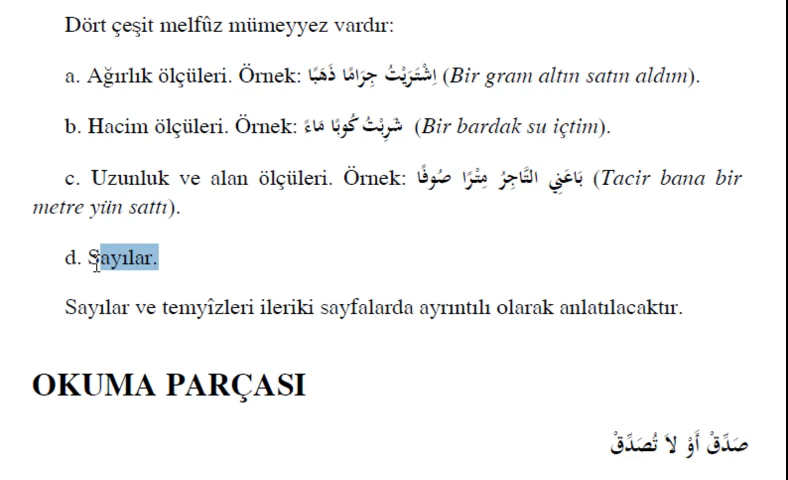 Dört çeşit melfûz mümeyyez vardır:
a. Ağırlık ölçüleri. Örnek: اِشْتَرَيْتُ جِرَامًا ذَهَبًا (Bir gram altın satın aldım).
b. Hacim ölçüleri. Örnek: شَرِبْتُ كُوبًا مَاءً (Bir bardak su içtim).
c. Uzunluk ve alan ölçüleri. Örnek: بَاعَنِي التَّاجِرُ مِتْرًا صُوفًا (Tacir bana bir
metre yün sattı).
d. Sayılar.
Sayılar ve temyîzleri ileriki sayfalarda ayrıntılı olarak anlatılacaktır.
OKUMA PARÇASI
صَدِّقْ أَوْ لاَ تُصَدِّقْ